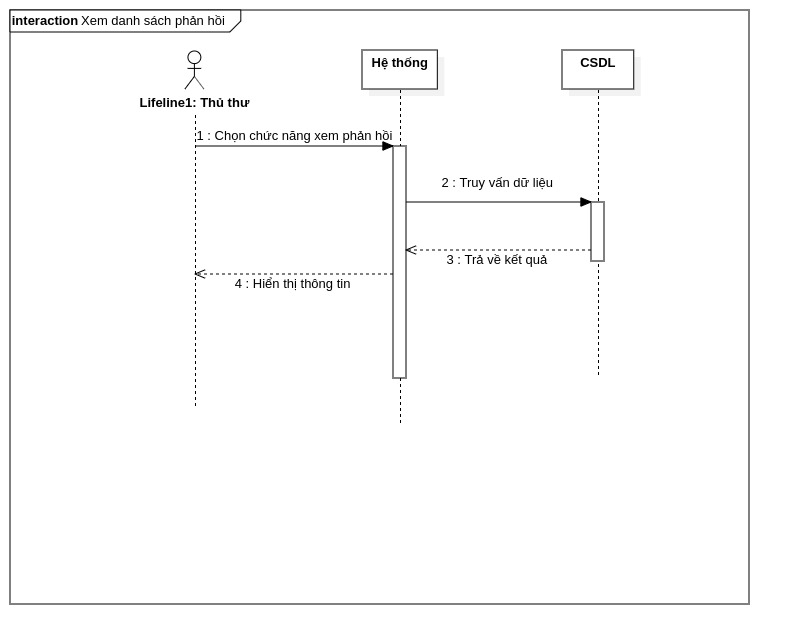 interaction Xem danh sách phản hồi
Hệ thống
CSDL
Lifeline1: Thủ thư
1 : Chọn chức năng xem phản hồi
2 : Truy vấn dữ liệu
3 : Trả về kết quả
4 : Hiển thị thông tin